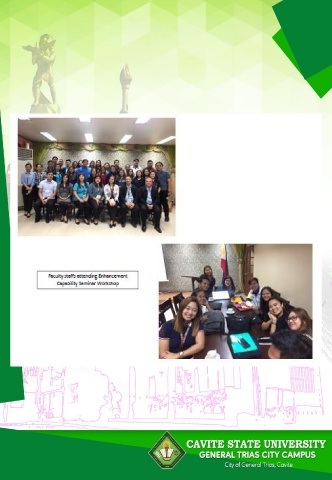 Faculty staffs attending Enhancement
Capability Seminar Workshop
CAVITE STATE UNIVERSITY
GENERAL TRIAS CITY CAMPUS
City of General Trias, Cavite